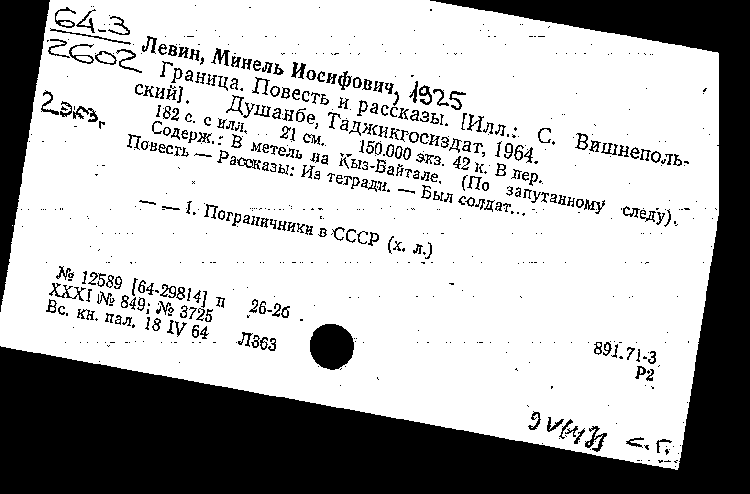 64.3
2602
Левин, Минель Иосифович, 1925
Граница. Повесть и рассказы. [Илл.: С. Вишнеполь-
ский]. Душанбе, Таджикгосиздат, 1964.
2 экз.
182 с. с илл. 21 см. 150.000 экз. 42 к. В пер.
Содерж.: В метель на Кыз-Байтале. (По запутанному следу).
Повесть — Рассказы: Из тетради. — Был солдат...
— — 1. Пограничники в СССР (х. л.)
№ 12589 [64-29814] п 26-26
XXXI № 849; № 3725
Вс. кн. пал. 18 IV 64 Л363
891.71-3
Р2
с. г.